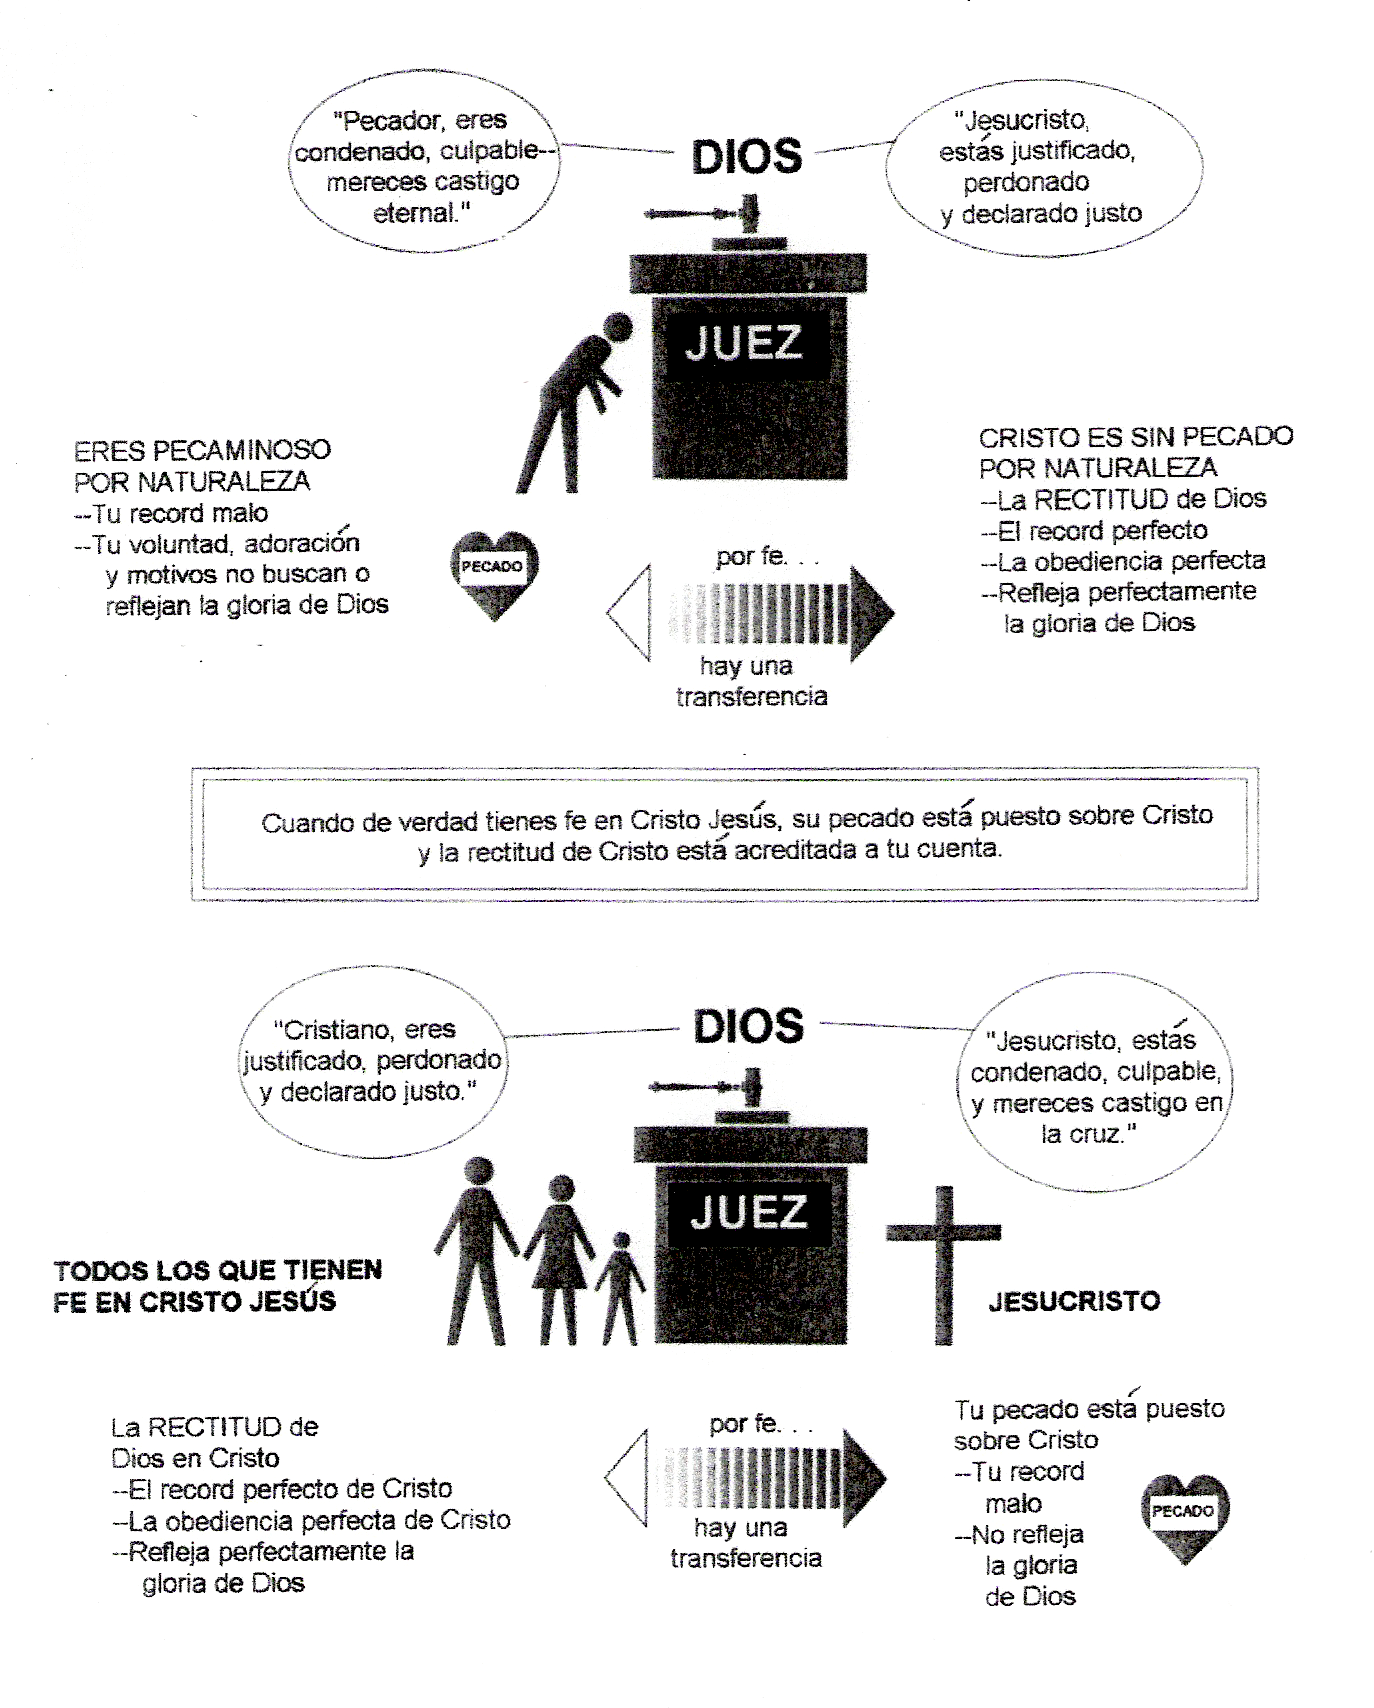 "Pecador, eres
condenado, culpable--
mereces castigo
eternal."
DIOS
"Jesucristo,
estás justificado,
perdonado
y declarado justo
JUEZ
ERES PECAMINOSO
POR NATURALEZA
--Tu record malo
--Tu voluntad, adoración
y motivos no buscan o
reflejan la gloria de Dios
PECADO
por fe. . .
hay una
transferencia
CRISTO ES SIN PECADO
POR NATURALEZA
--La RECTITUD de Dios
--El record perfecto
--La obediencia perfecta
--Refleja perfectamente
la gloria de Dios
Cuando de verdad tienes fe en Cristo Jesús, su pecado está puesto sobre Cristo
y la rectitud de Cristo está acreditada a tu cuenta.
"Cristiano, eres
justificado, perdonado
y declarado justo."
DIOS
"Jesucristo, estás
condenado, culpable,
y mereces castigo en
la cruz."
JUEZ
TODOS LOS QUE TIENEN
FE EN CRISTO JESÚS
JESUCRISTO
La RECTITUD de
Dios en Cristo
--El record perfecto de Cristo
--La obediencia perfecta de Cristo
--Refleja perfectamente la
gloria de Dios
por fe. . .
hay una
transferencia
Tu pecado está puesto
sobre Cristo
--Tu record
malo
--No refleja
la gloria
de Dios
PECADO